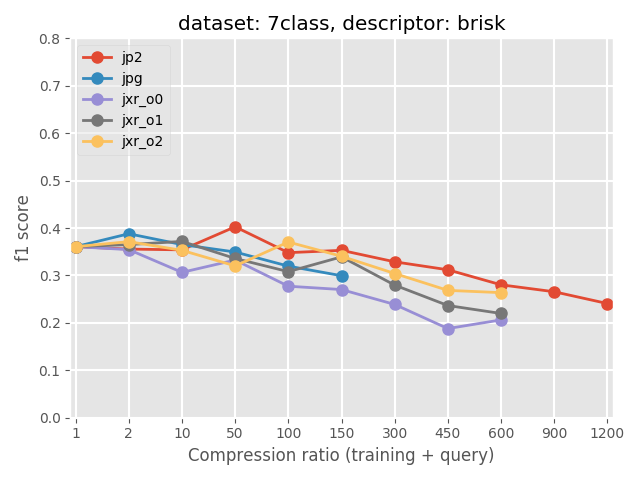 dataset: 7class, descriptor: brisk
0.8
0.7
0.6
0.5
0.4
0.3
0.2
0.1
0.0
f1 score
jp2
jpg
jxr_o0
jxr_o1
jxr_o2
1 2 10 50 100 150 300 450 600 900 1200
Compression ratio (training + query)